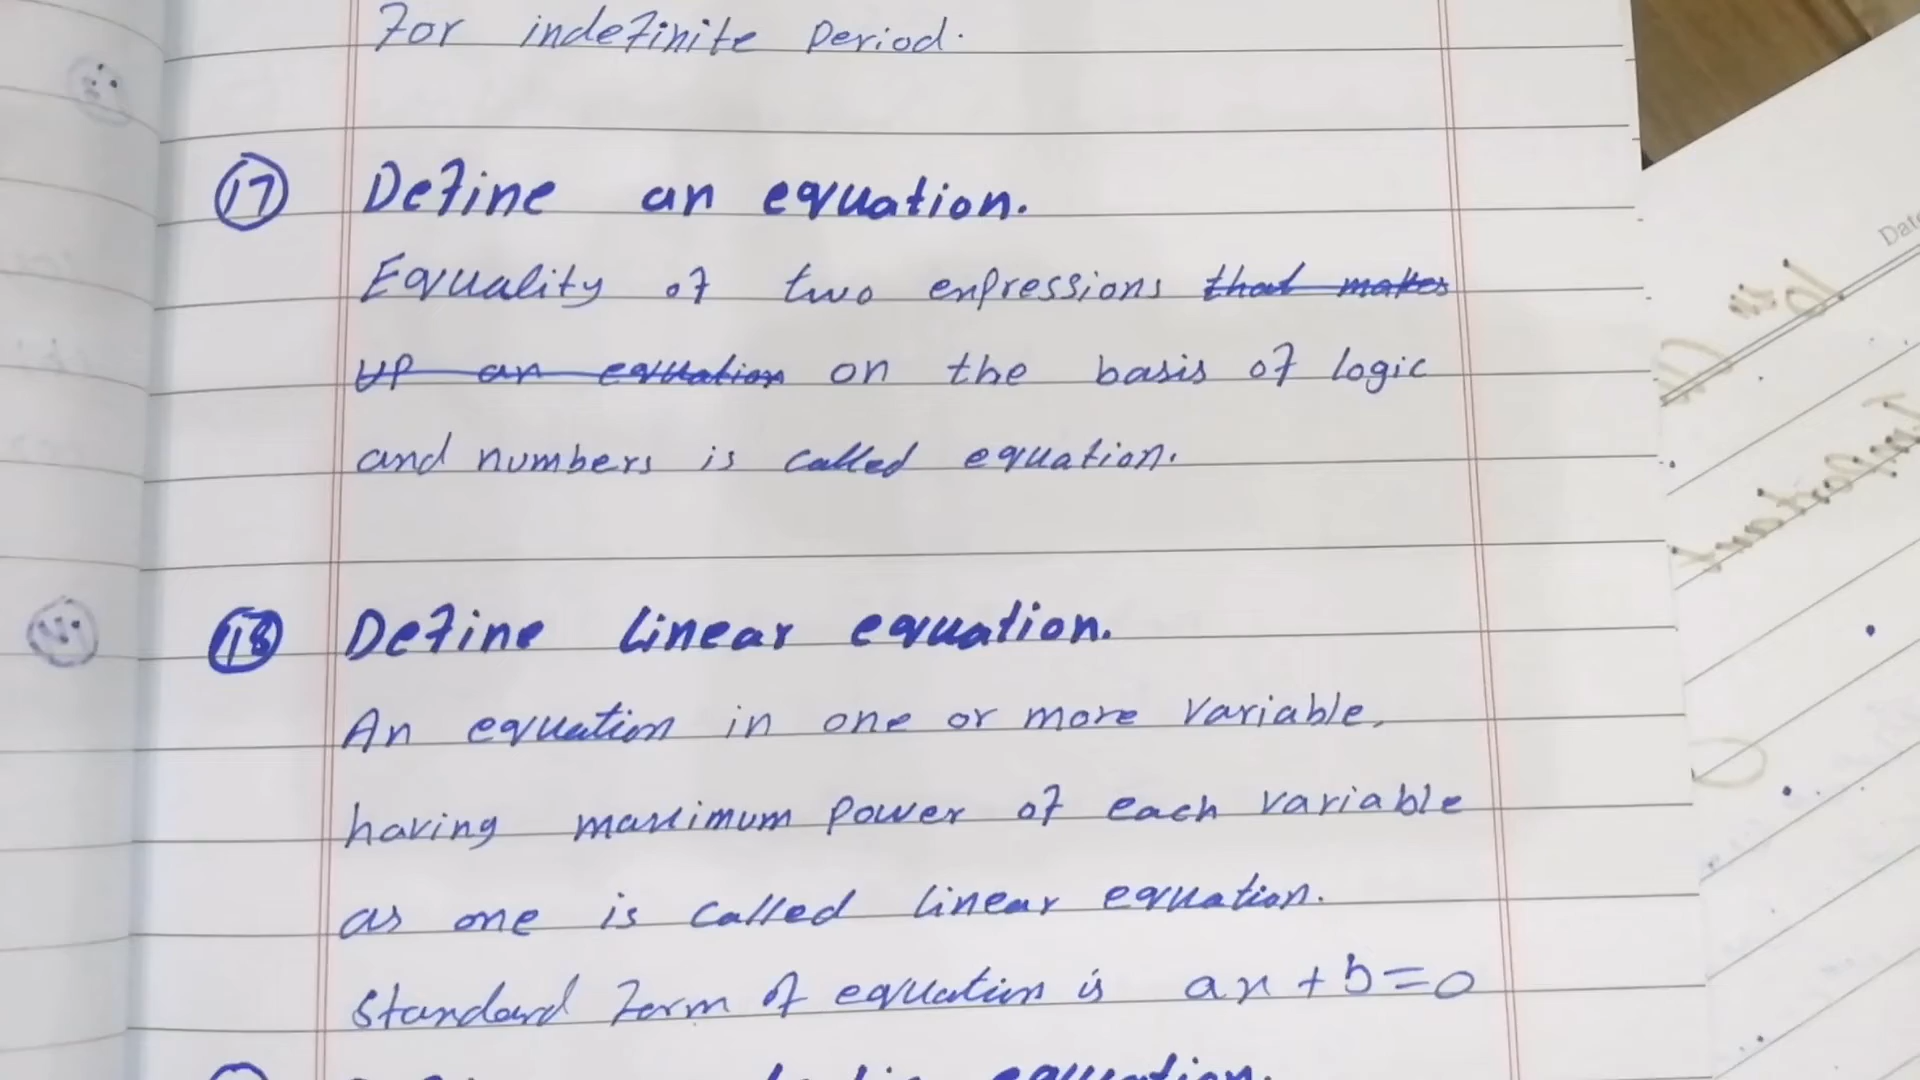 For indefinite period.
17 Define an equation.
Equality of two expressions that makes
up an equation on the basis of logic
and numbers is called equation.
18 Define linear equation.
An equation in one or more variable,
having maximum power of each variable
as one is called linear equation.
Standard form of equation is ax + b = 0
equation.
Date